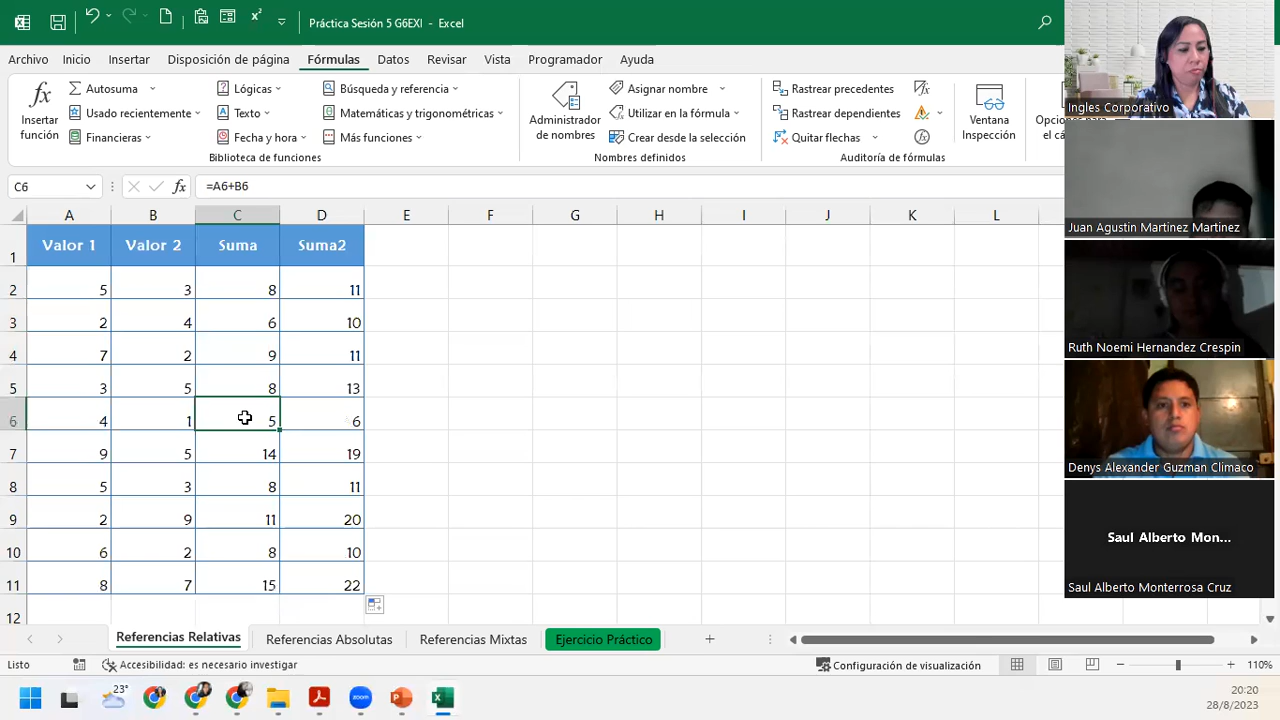 Práctica Sesión 06XI - Excel
Archivo Inicio Insertar Disposición de página Fórmulas Ayuda
Insertar función
Autosuma
Usado recientemente
Financieras
Lógicas
Texto
Fecha y hora
Búsqueda y referencia
Matemáticas y trigonométricas
Más funciones
Biblioteca de funciones
Administrador de nombres
Asignar nombre
Utilizar en la fórmula
Crear desde la selección
Nombres definidos
Rastrear precedentes
Rastrear dependientes
Quitar flechas
Auditoría de fórmulas
Ventana Inspección
C6 fx =A6+B6
A B C D E F G H I J K L
1 Valor 1 Valor 2 Suma Suma2
2 5 3 8 11
3 2 4 6 10
4 7 2 9 11
5 3 5 8 13
6 4 1 5 6
7 9 5 14 19
8 5 3 8 11
9 2 9 11 20
10 6 2 8 10
11 8 7 15 22
12
Referencias Relativas Referencias Absolutas Referencias Mixtas Ejercicio Práctico
Listo Accesibilidad: es necesario investigar Configuración de visualización 110%
23°
20:20
28/8/2023
Ingles Corporativo
Juan Agustin Martinez Martinez
Ruth Noemi Hernandez Crespin
Denys Alexander Guzman Climaco
Saul Alberto Mon...
Saul Alberto Monterrosa Cruz